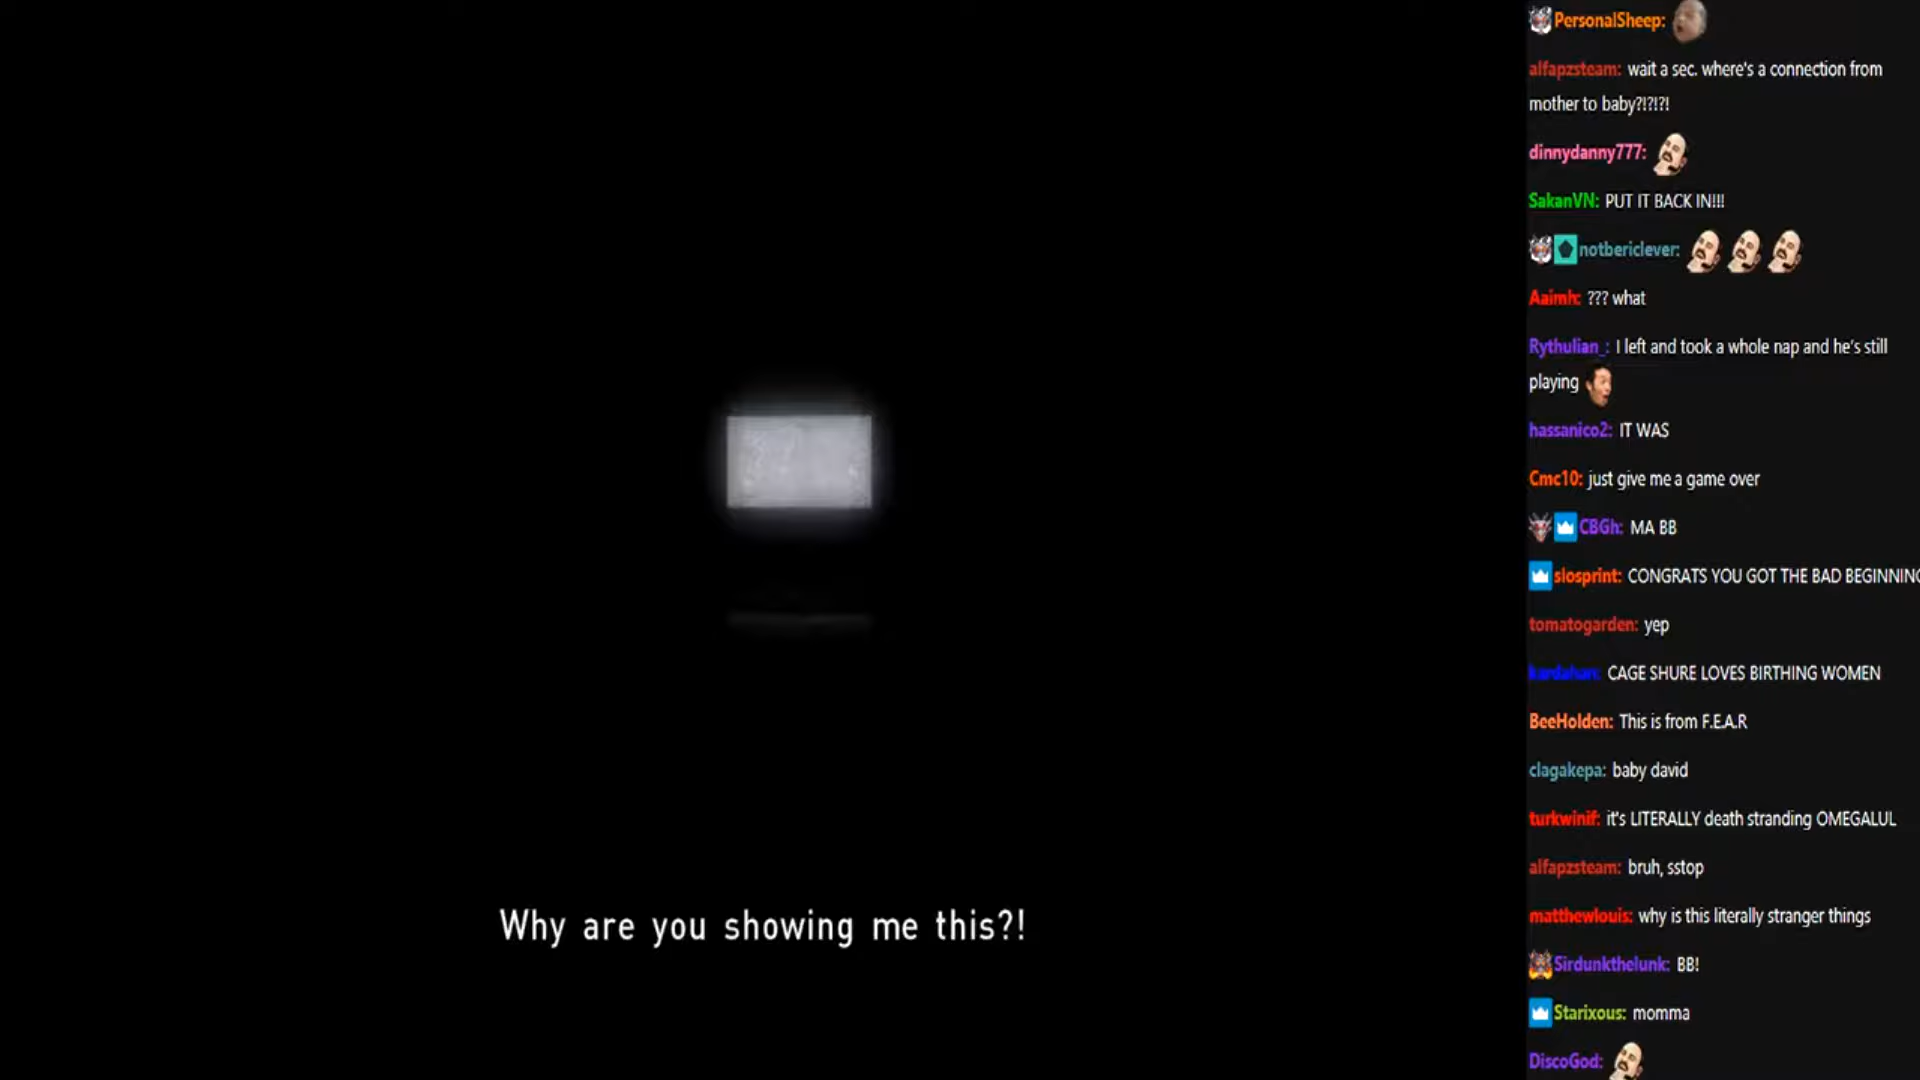 PersonalSheep:
alfapzsteam: wait a sec. where's a connection from
mother to baby?!?!?!
dinnydanny777:
SakanVN: PUT IT BACK IN!!!
notbericlever:
Aaimh: ??? what
Rythulian_: I left and took a whole nap and he's still
playing
hassanico2: IT WAS
Cmc10: just give me a game over
CBGh: MA BB
slosprint: CONGRATS YOU GOT THE BAD BEGINNING
tomatogarden: yep
kardahan: CAGE SHURE LOVES BIRTHING WOMEN
BeeHolden: This is from F.E.A.R
clagakepa: baby david
turkwinif: it's LITERALLY death stranding OMEGALUL
alfapzsteam: bruh, sstop
matthewlouis: why is this literally stranger things
Sirdunkthelunk: BB!
Starixous: momma
DiscoGod:
Why are you showing me this?!